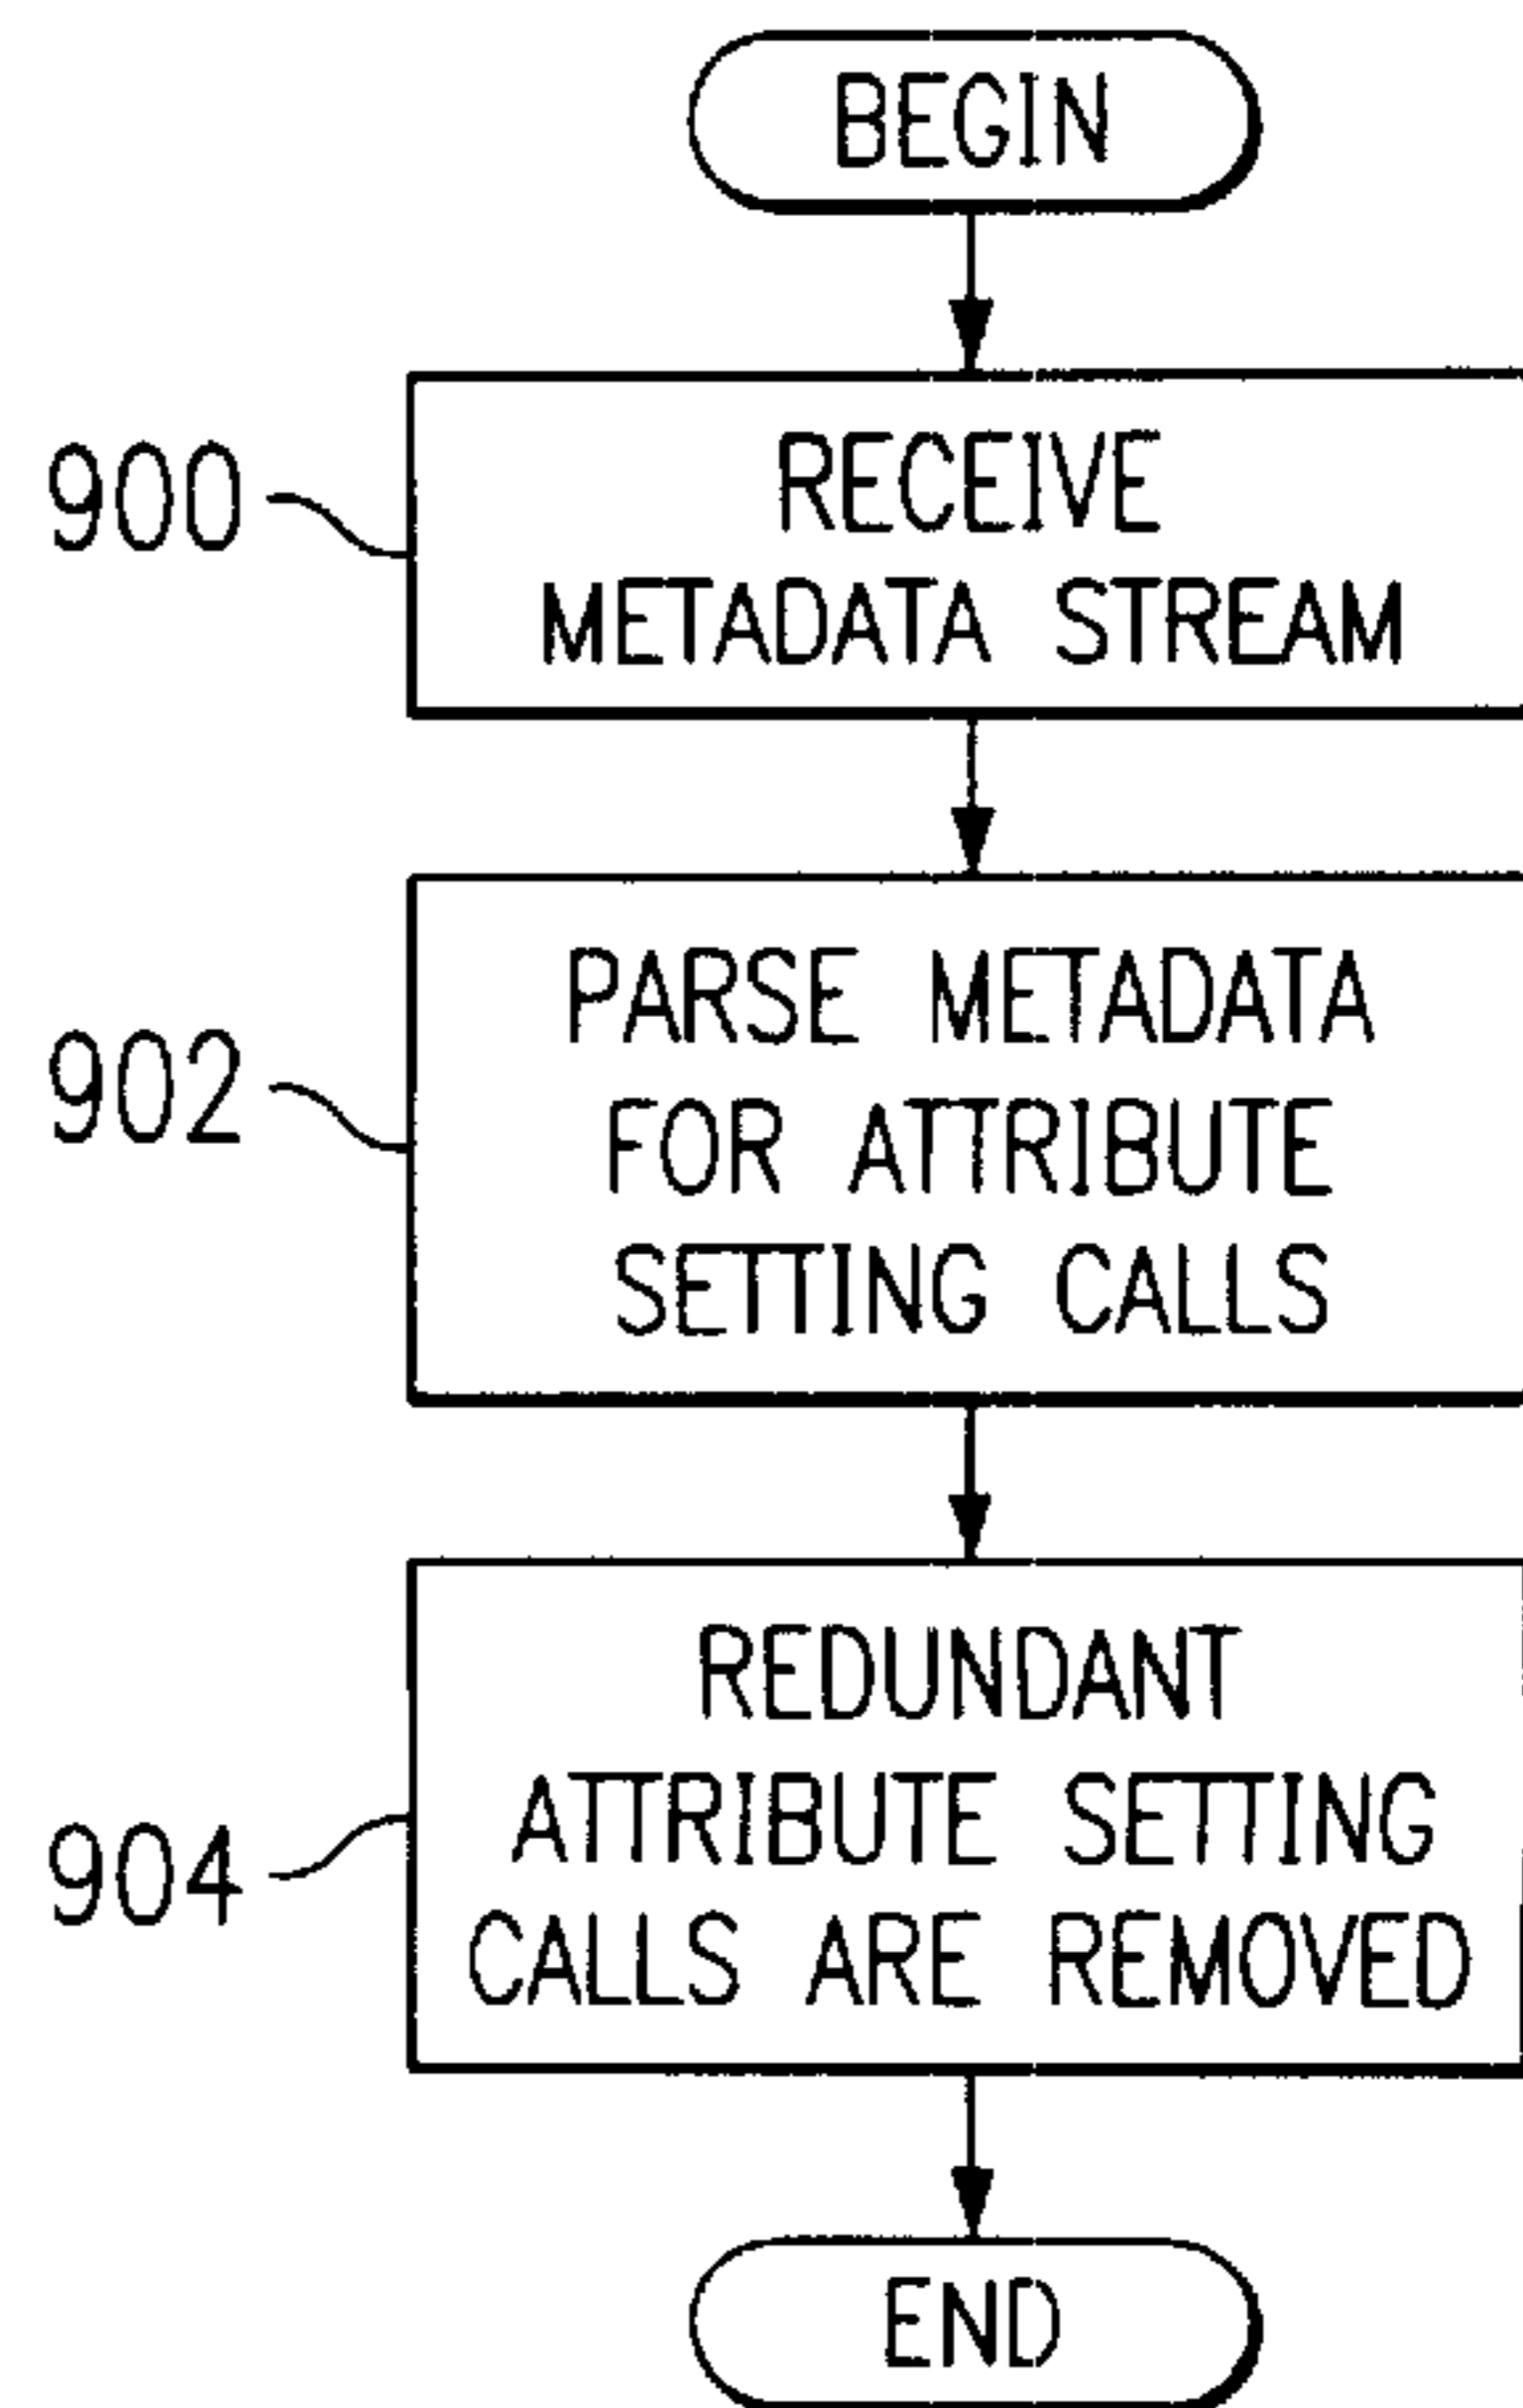 BEGIN
900
RECEIVE
METADATA STREAM
902
PARSE METADATA
FOR ATTRIBUTE
SETTING CALLS
904
REDUNDANT
ATTRIBUTE SETTING
CALLS ARE REMOVED
END